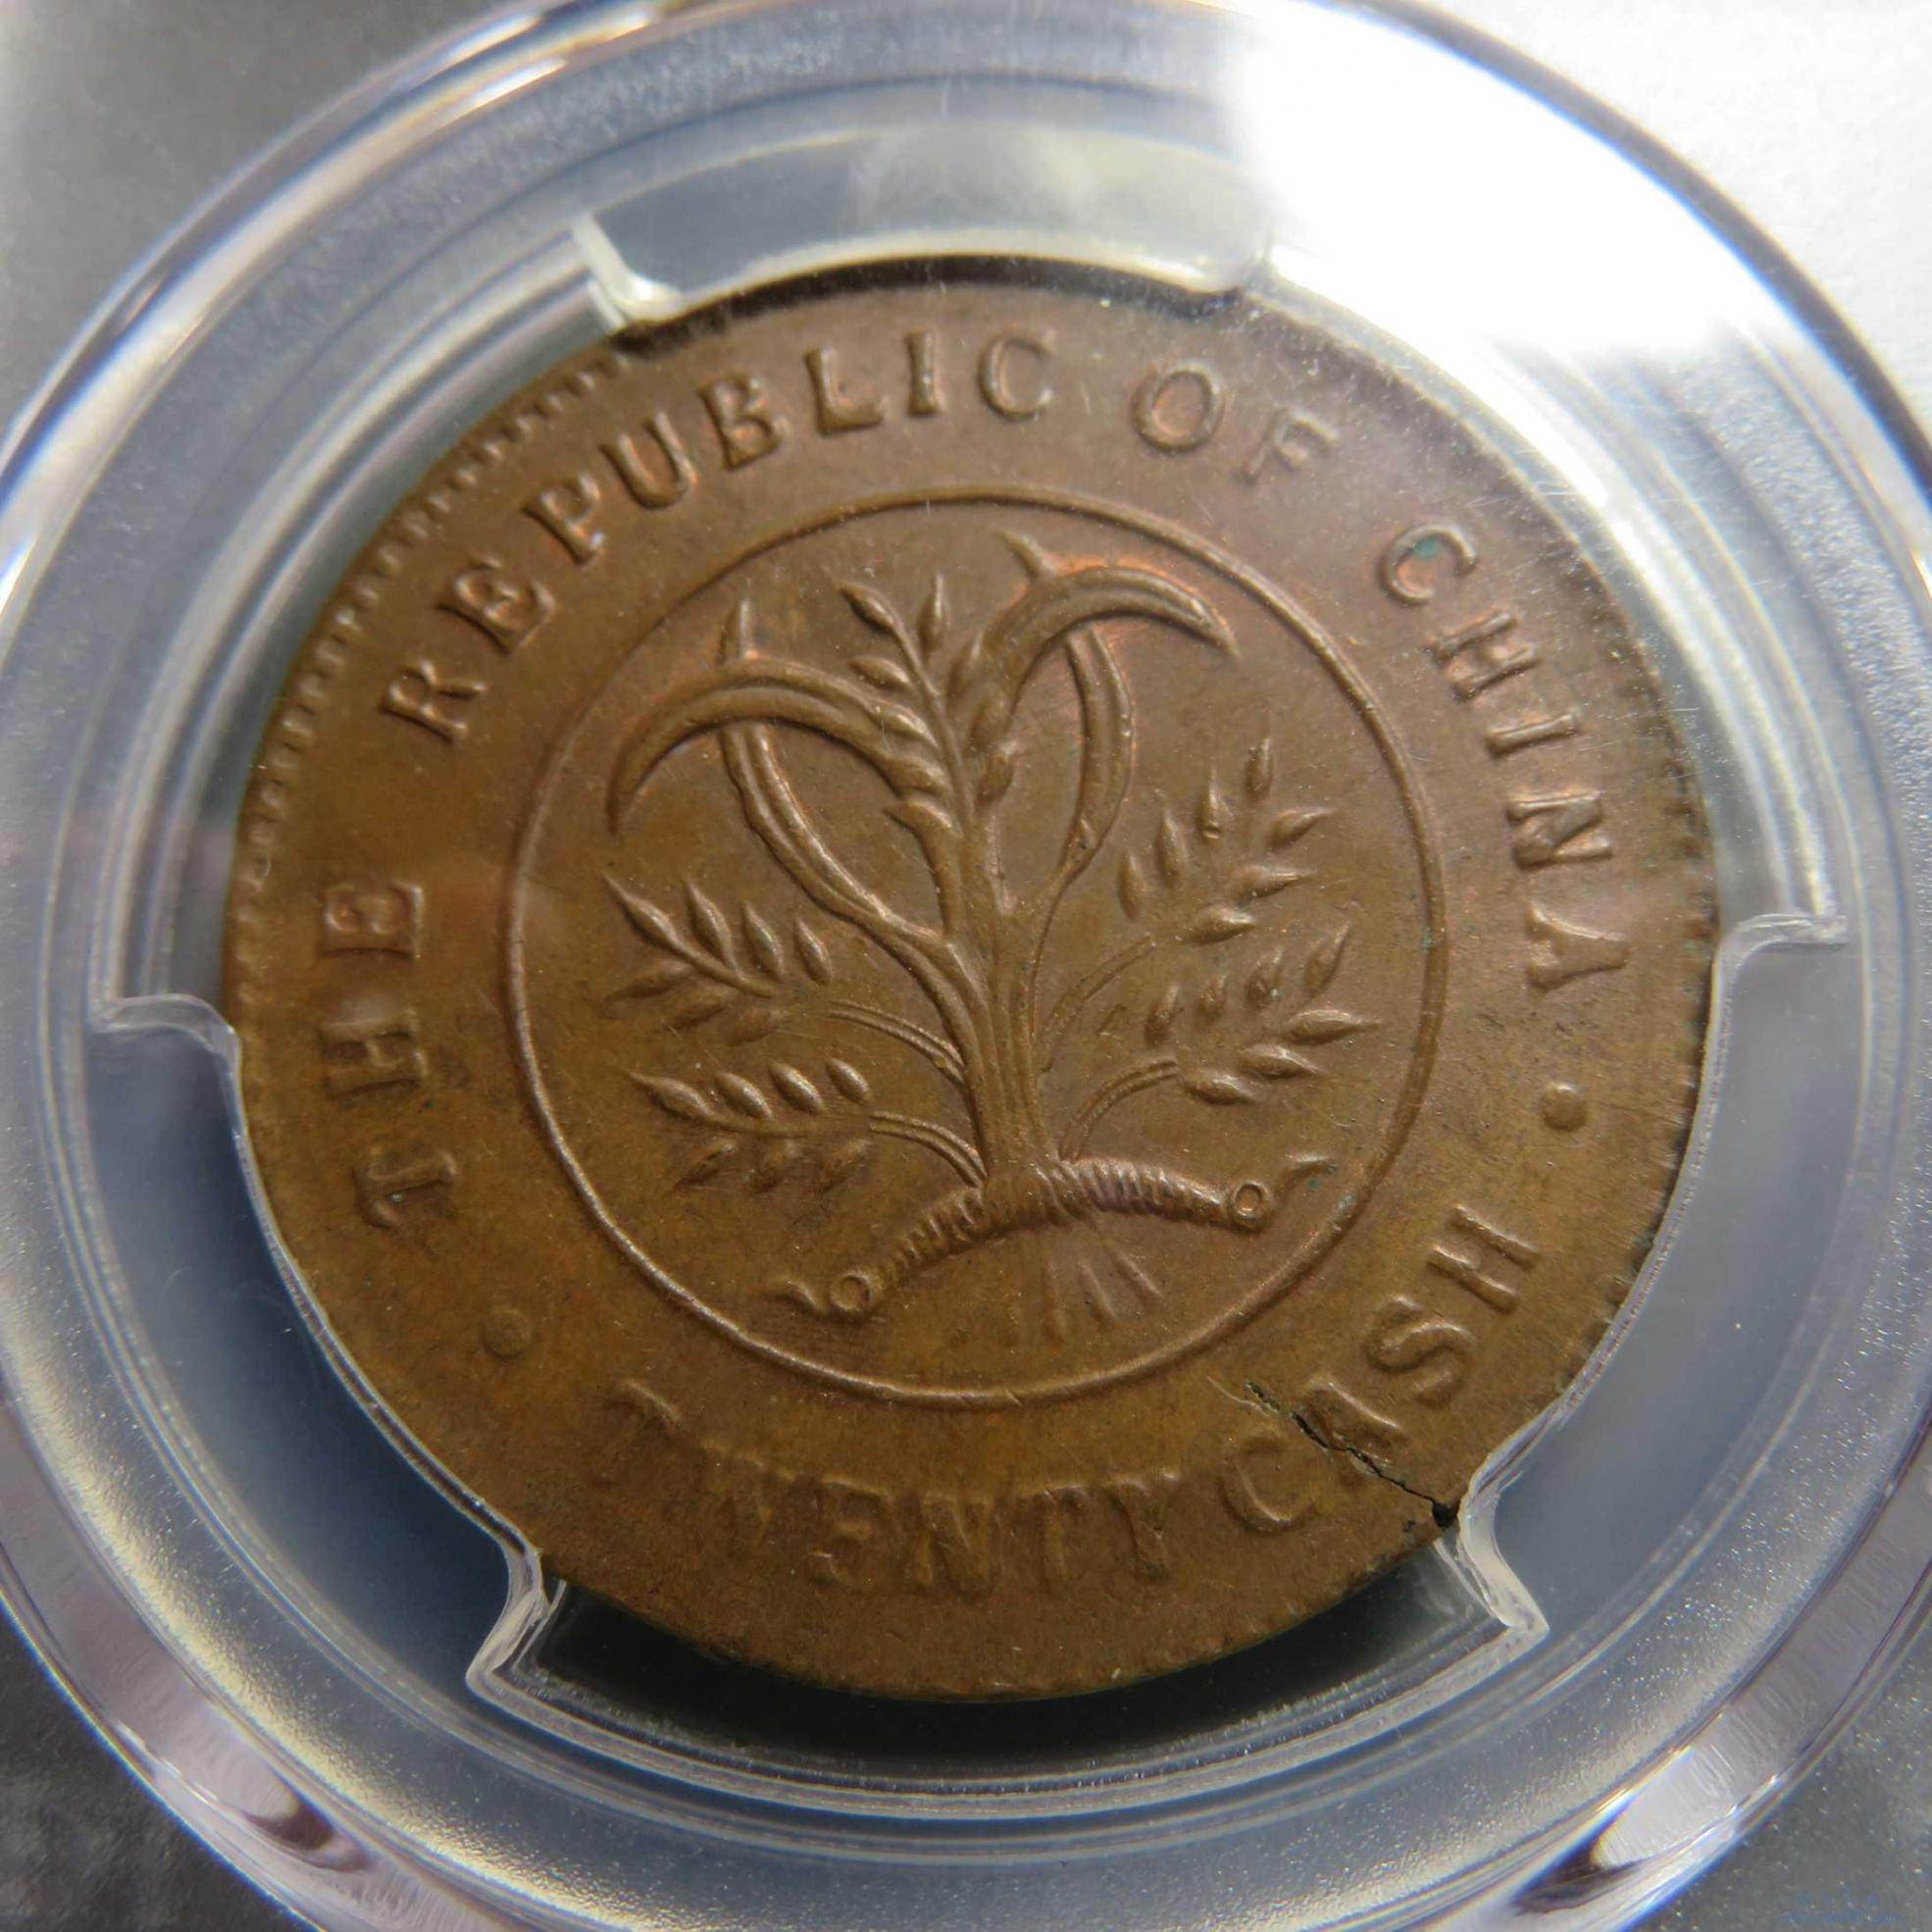 THE REPUBLIC OF CHINA
TWENTY CASH